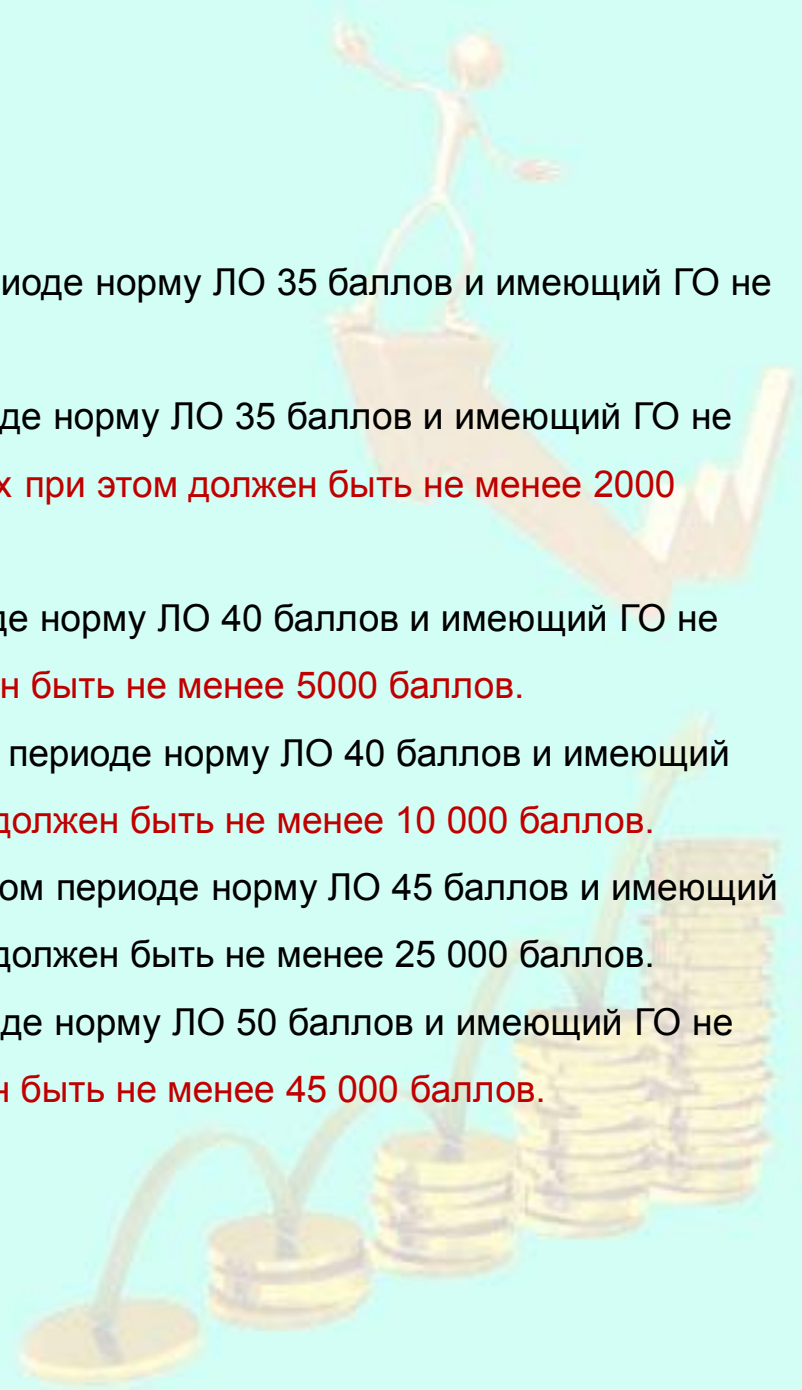 иоде норму ЛО 35 баллов и имеющий ГО не
де норму ЛО 35 баллов и имеющий ГО не
х при этом должен быть не менее 2000
де норму ЛО 40 баллов и имеющий ГО не
н быть не менее 5000 баллов.
периоде норму ЛО 40 баллов и имеющий
должен быть не менее 10 000 баллов.
ом периоде норму ЛО 45 баллов и имеющий
должен быть не менее 25 000 баллов.
де норму ЛО 50 баллов и имеющий ГО не
н быть не менее 45 000 баллов.